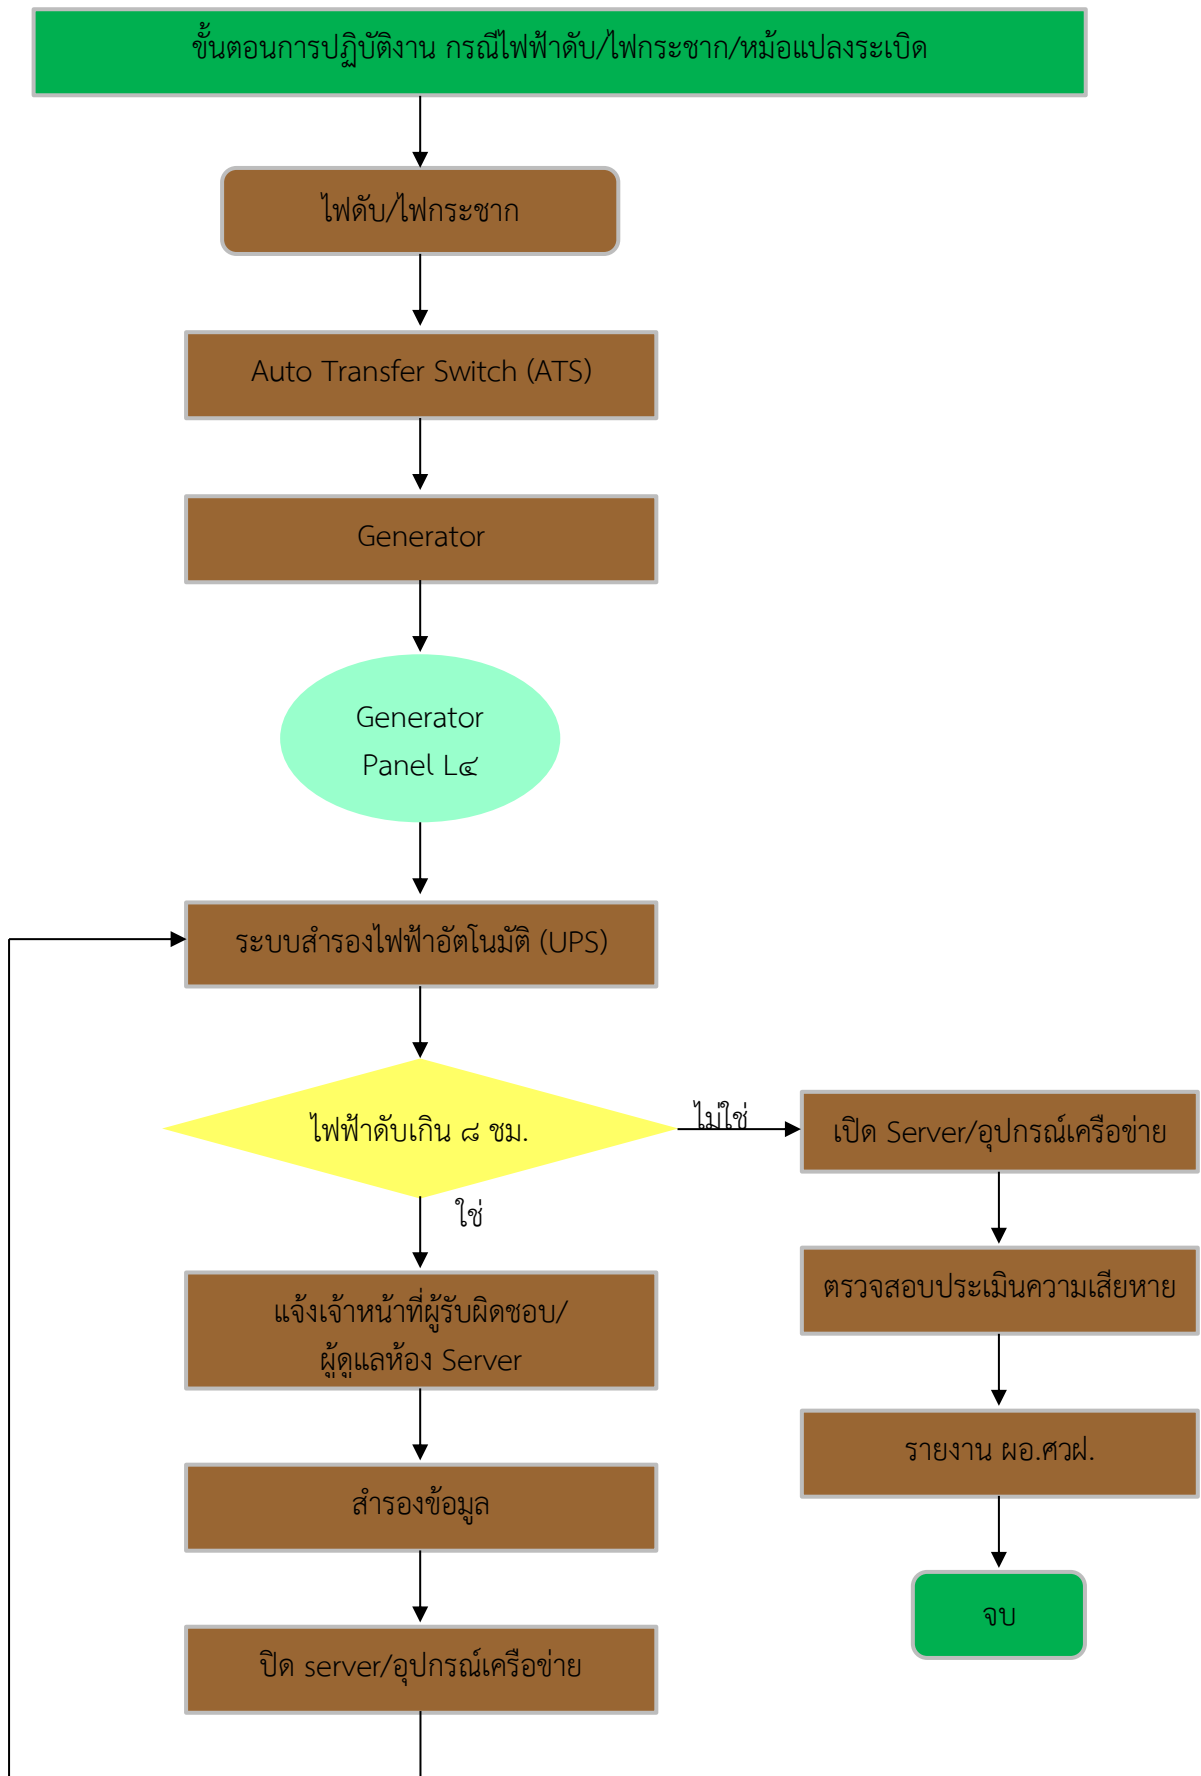 ขั้นตอนการปฏิบัติงาน กรณีไฟฟ้าดับ/ไฟกระชาก/หม้อแปลงระเบิด
ไฟดับ/ไฟกระชาก
Auto Transfer Switch (ATS)
Generator
Generator
Panel L๔
ระบบสำรองไฟฟ้าอัตโนมัติ (UPS)
ไฟฟ้าดับเกิน ๘ ชม.
ไม่ใช่
เปิด Server/อุปกรณ์เครือข่าย
ใช่
ตรวจสอบประเมินความเสียหาย
แจ้งเจ้าหน้าที่ผู้รับผิดชอบ/
ผู้ดูแลห้อง Server
รายงาน ผอ.ศวฝ.
สำรองข้อมูล
จบ
ปิด server/อุปกรณ์เครือข่าย